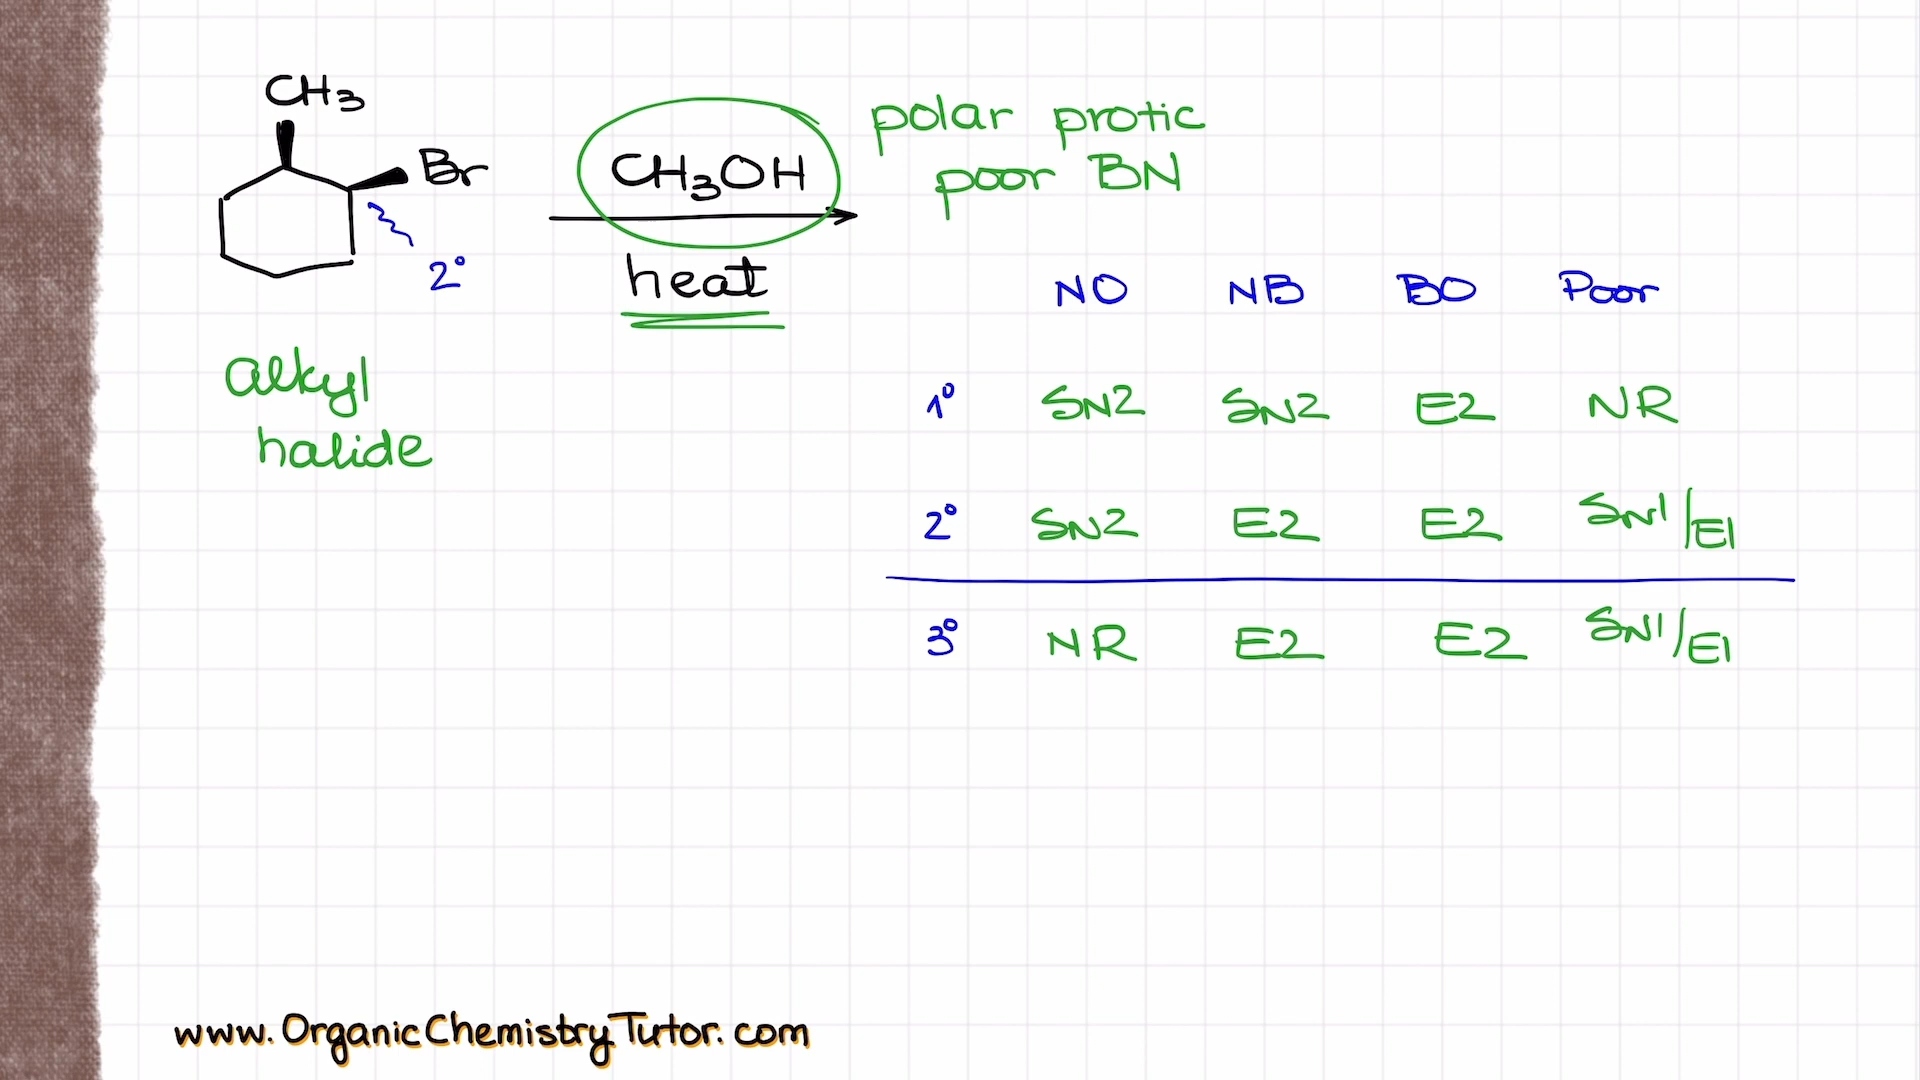 CH₃
Br
2°
CH₃OH
heat
polar protic
poor BN
alkyl
halide
NO NB BO Poor
1° SN2 SN2 E2 NR
2° SN2 E2 E2 SN1/E1
3° NR E2 E2 SN1/E1
www.OrganicChemistryTutor.com